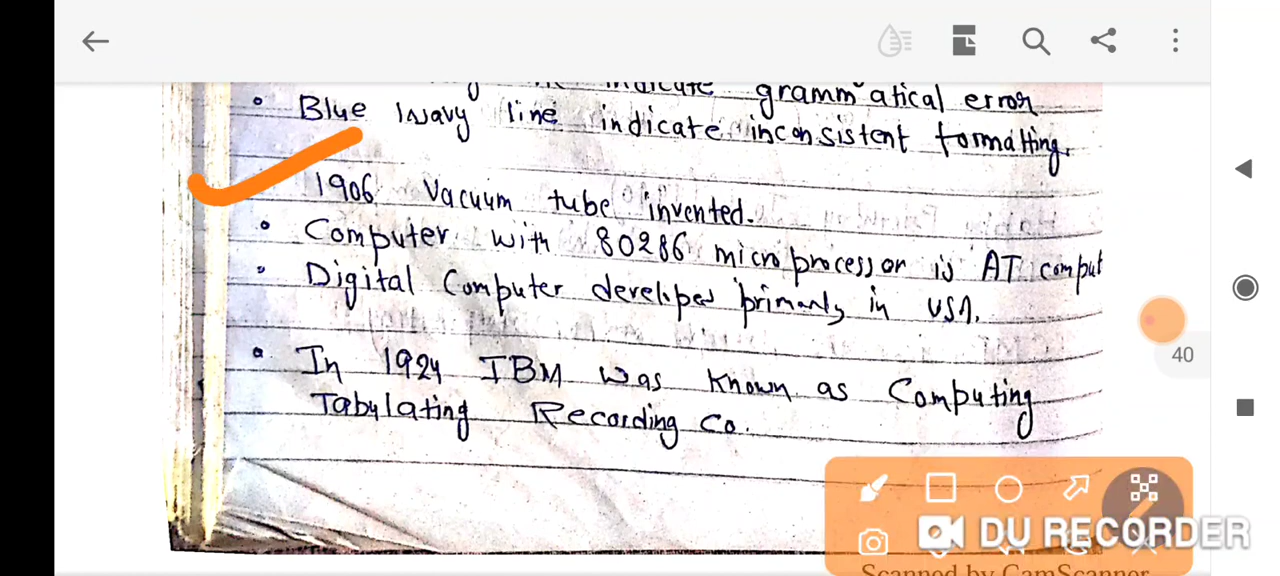 indicate grammatical error
Blue wavy line indicate inconsistent formatting.
1906 Vacuum tube invented.
Computer with 80286 microprocessor is AT comput
Digital Computer developed primarily in USA.
40
In 1924 IBM was known as Computing
Tabulating Recording Co.
DU RECORDER
Scanned by CamScanner